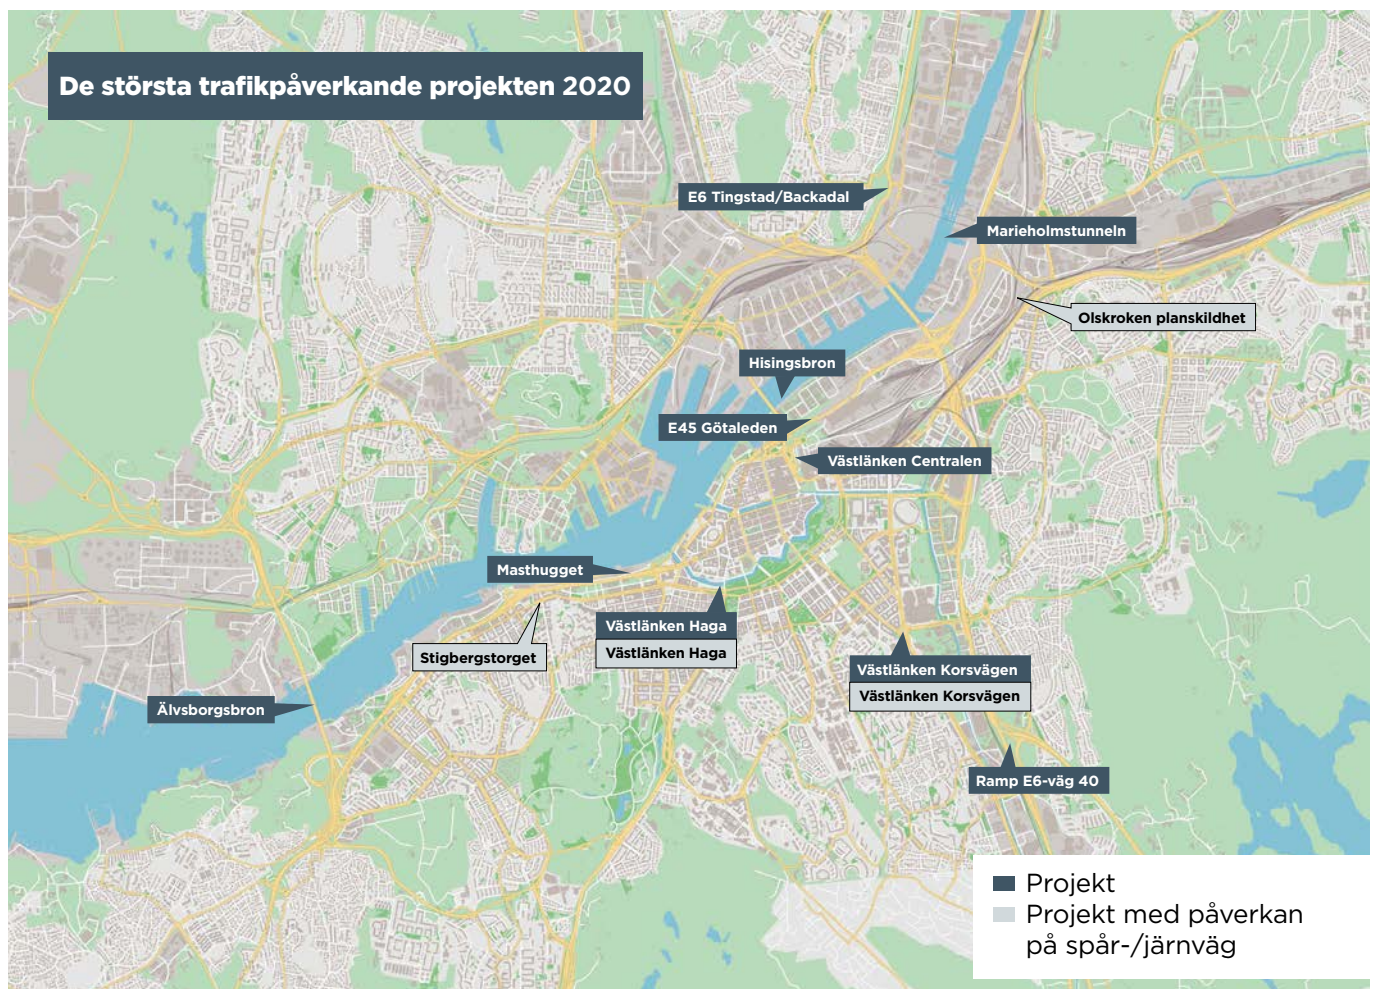 De största trafikpåverkande projekten 2020
E6 Tingstad/Backadal
Marieholmstunneln
Olskroken planskildhet
Hisingsbron
E45 Götaleden
Västlänken Centralen
Masthugget
Västlänken Haga
Västlänken Haga
Stigbergstorget
Västlänken Korsvägen
Västlänken Korsvägen
Älvsborgsbron
Ramp E6-väg 40
Projekt
Projekt med påverkan
på spår-/järnväg